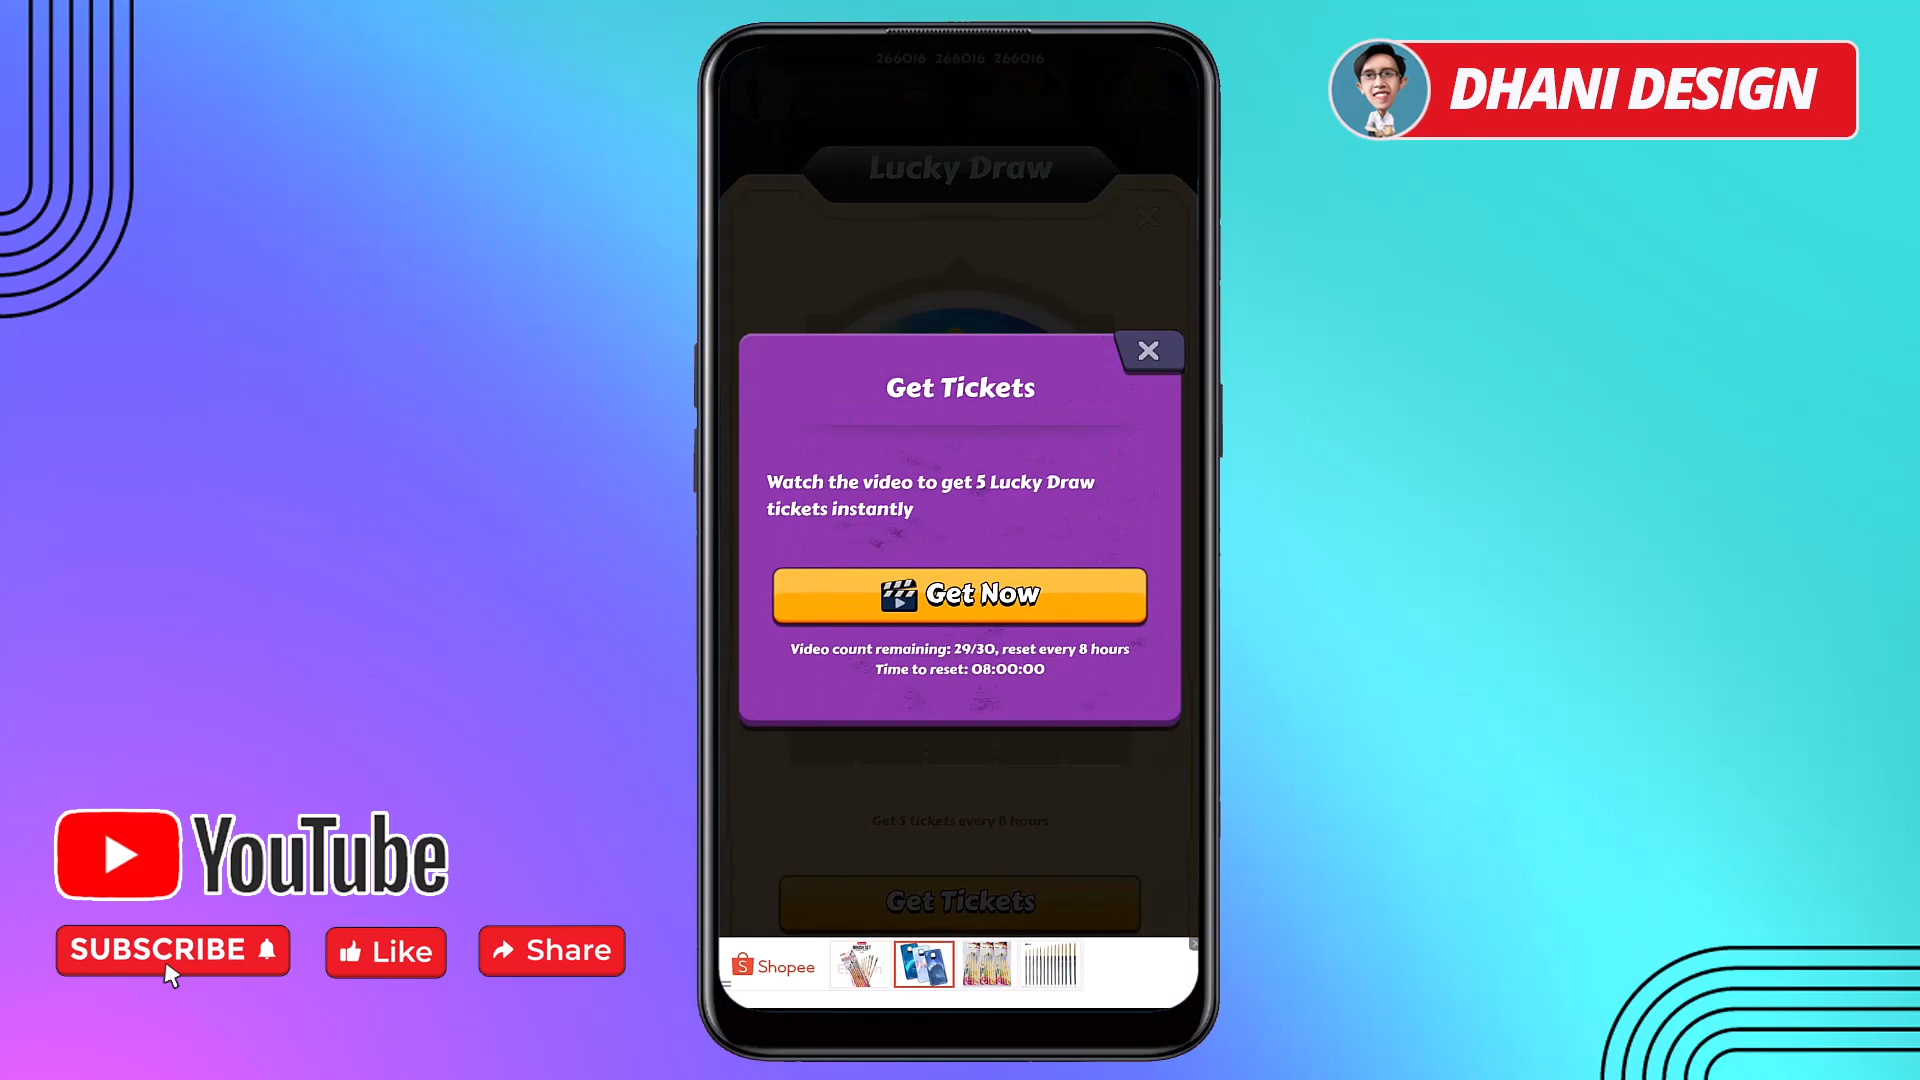 266016 266016 266016
DHANI DESIGN
Lucky Draw
Get Tickets
Watch the video to get 5 Lucky Draw
tickets instantly
Get Now
Video count remaining: 29/30, reset every 8 hours
Time to reset: 08:00:00
Get 5 tickets every 8 hours
Get Tickets
YouTube
SUBSCRIBE
Like
Share
Shopee